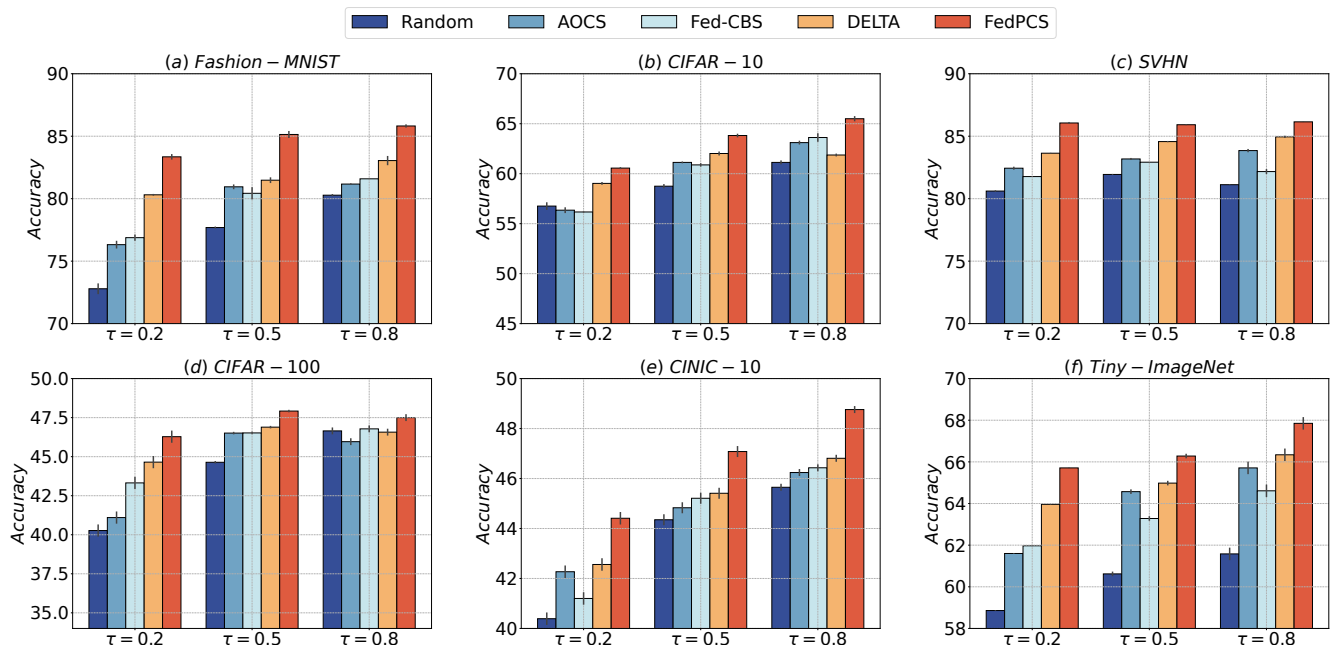 Random AOCS Fed-CBS DELTA FedPCS
(a) Fashion − MNIST
(b) CIFAR − 10
(c) SVHN
90
85
80
75
70
Accuracy
τ = 0.2 τ = 0.5 τ = 0.8
70
65
60
55
50
45
Accuracy
τ = 0.2 τ = 0.5 τ = 0.8
90
85
80
75
70
Accuracy
τ = 0.2 τ = 0.5 τ = 0.8
(d) CIFAR − 100
(e) CINIC − 10
(f) Tiny − ImageNet
50.0
47.5
45.0
42.5
40.0
37.5
35.0
Accuracy
τ = 0.2 τ = 0.5 τ = 0.8
50
48
46
44
42
40
Accuracy
τ = 0.2 τ = 0.5 τ = 0.8
70
68
66
64
62
60
58
Accuracy
τ = 0.2 τ = 0.5 τ = 0.8